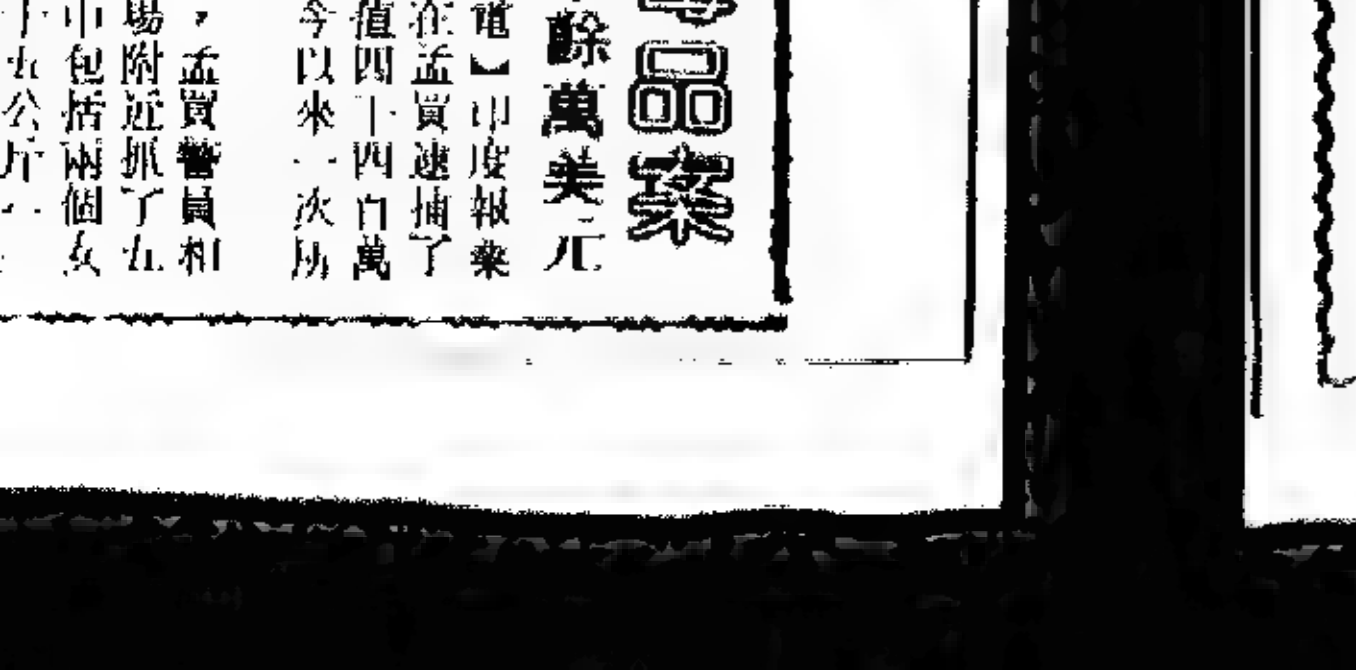 品案
餘萬美元
電】印度報業
在孟買逮捕了
值四十四百萬
今以來一次所
，孟買警員相
場附近抓了五
巾包括兩個女
十五公斤